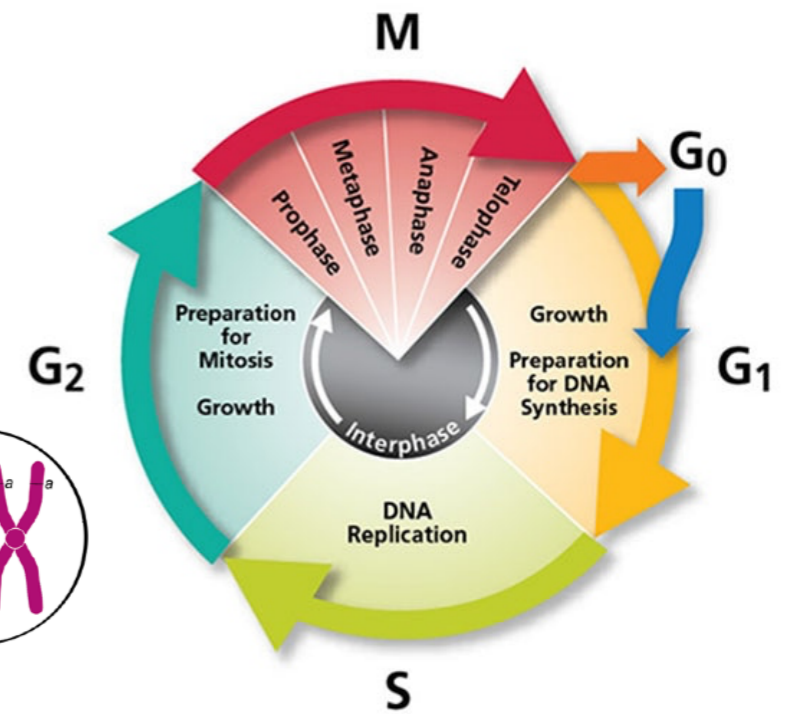 M
G0
Prophase
Metaphase
Anaphase
Telophase
Preparation
for
Mitosis
Growth
Growth
Preparation
for DNA
Synthesis
G2
G1
Interphase
a
a
DNA
Replication
S